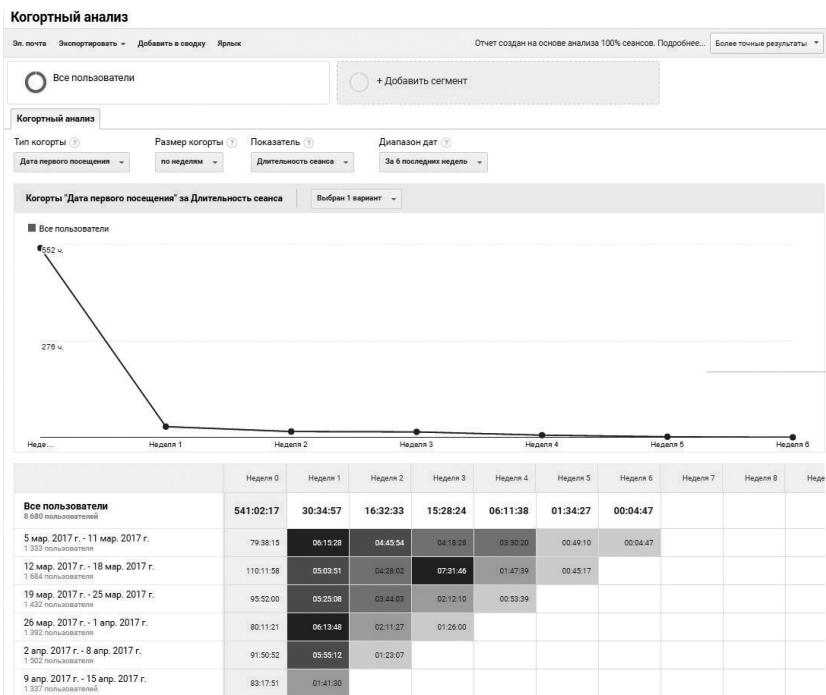 Когортный анализ
Эл. почта Экспортировать Добавить в сводку Ярлык Отчет создан на основе анализа 100% сеансов. Подробнее... Более точные результаты
Все пользователи + Добавить сегмент
Когортный анализ
Тип когорты ? Размер когорты ? Показатель ? Диапазон дат ?
Дата первого посещения по неделям Длительность сеанса За 6 последних недель
Когорты "Дата первого посещения" за Длительность сеанса Выбран 1 вариант
Все пользователи
552 ч.
276 ч.
Неде... Неделя 1 Неделя 2 Неделя 3 Неделя 4 Неделя 5 Неделя 6
Неделя 0 Неделя 1 Неделя 2 Неделя 3 Неделя 4 Неделя 5 Неделя 6 Неделя 7 Неделя 8 Неде
Все пользователи 541:02:17 30:34:57 16:32:33 15:28:24 06:11:38 01:34:27 00:04:47
8 680 пользователей
5 мар. 2017 г. - 11 мар. 2017 г. 79:38:15 06:15:28 04:45:54 04:18:28 03:30:20 00:49:10 00:04:47
1 333 пользователя
12 мар. 2017 г. - 18 мар. 2017 г. 110:11:58 05:03:51 04:28:02 07:31:46 01:47:39 00:45:17
1 684 пользователя
19 мар. 2017 г. - 25 мар. 2017 г. 95:52:00 05:25:08 03:44:03 02:12:10 00:53:39
1 432 пользователя
26 мар. 2017 г. - 1 апр. 2017 г. 80:11:21 06:13:48 02:11:27 01:26:00
1 392 пользователя
2 апр. 2017 г. - 8 апр. 2017 г. 91:50:52 05:55:12 01:23:07
1 502 пользователя
9 апр. 2017 г. - 15 апр. 2017 г. 83:17:51 01:41:30
1 337 пользователей